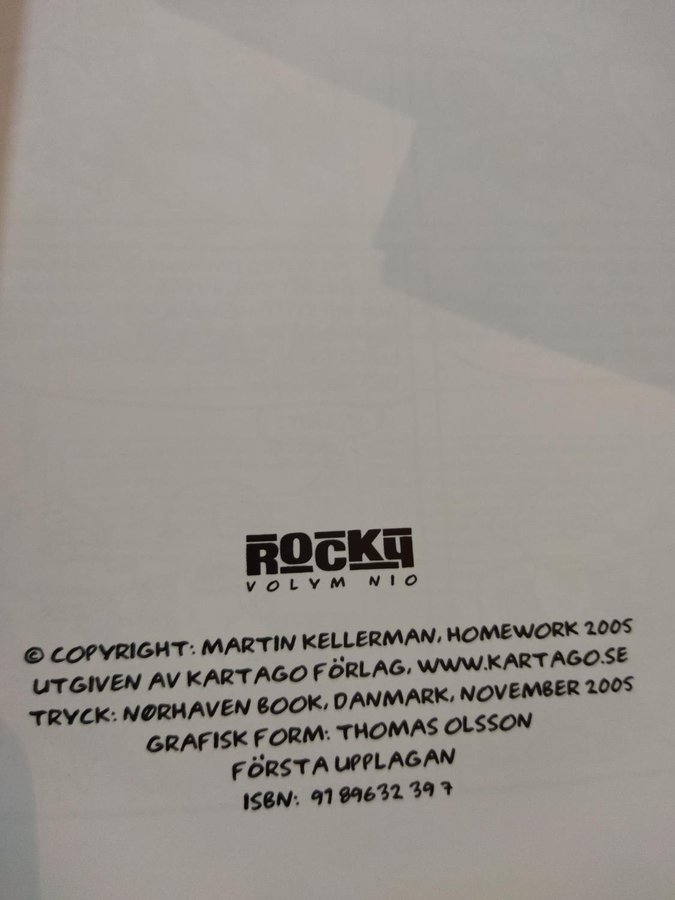 ROCKY
VOLYM NIO
© COPYRIGHT: MARTIN KELLERMAN, HOMEWORK 2005
UTGIVEN AV KARTAGO FÖRLAG, WWW.KARTAGO.SE
TRYCK: NØRHAVEN BOOK, DANMARK, NOVEMBER 2005
GRAFISK FORM: THOMAS OLSSON
FÖRSTA UPPLAGAN
ISBN: 91 89632 39 7